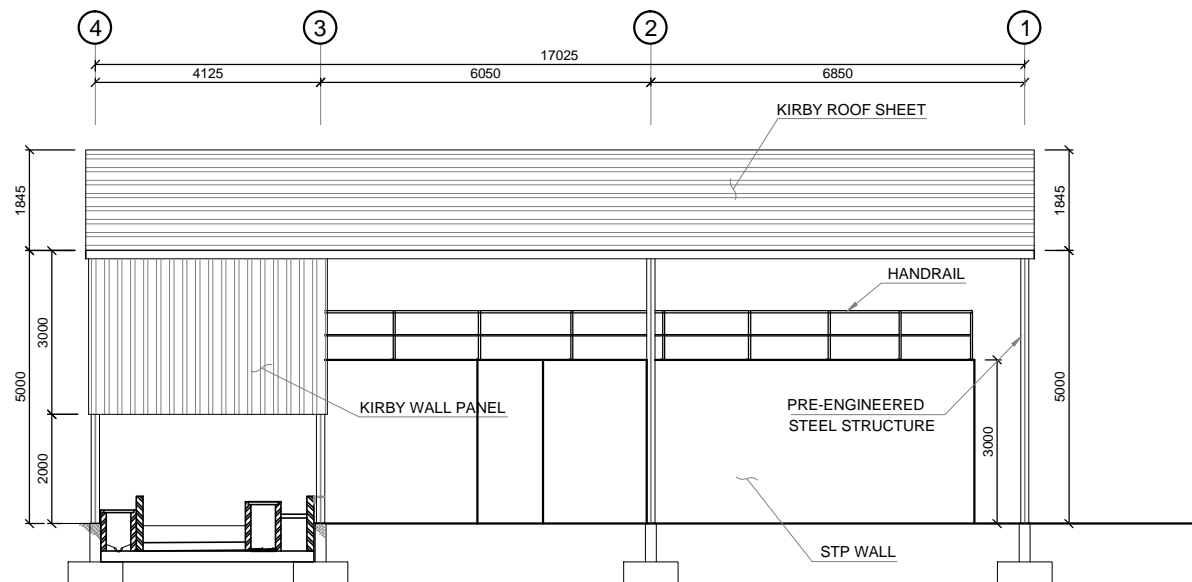 4
3
2
1
17025
4125
6050
6850
KIRBY ROOF SHEET
1845
1845
HANDRAIL
3000
5000
5000
KIRBY WALL PANEL
PRE-ENGINEERED
STEEL STRUCTURE
3000
2000
STP WALL